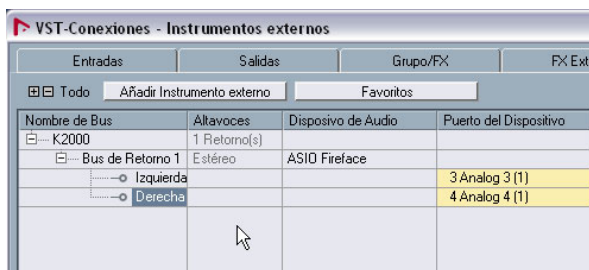 VST-Conexiones - Instrumentos externos
Entradas Salidas Grupo/FX FX Ext
Todo Añadir Instrumento externo Favoritos
Nombre de Bus Altavoces Disposivo de Audio Puerto del Dispositivo
K2000 1 Retorno(s)
Bus de Retorno 1 Estéreo ASIO Fireface
Izquierda 3 Analog 3 (1)
Derecha 4 Analog 4 (1)